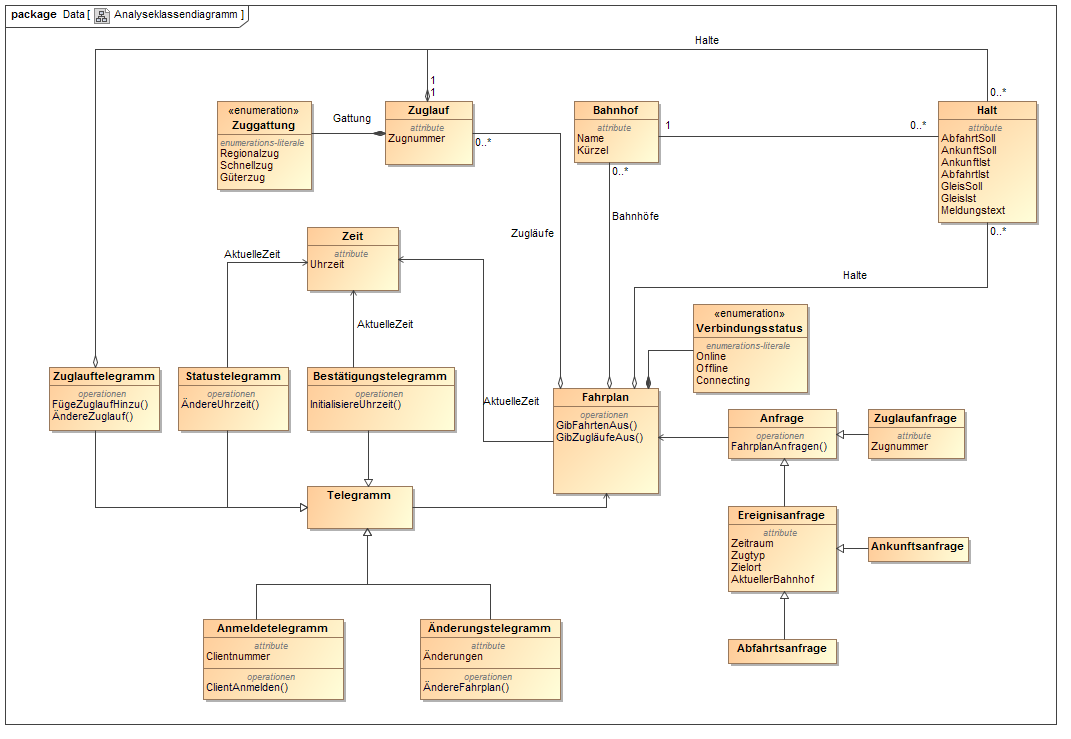 package Data [ Analyseklassendiagramm ]
Halte
1
1
0..*
«enumeration»
Zuggattung
enumerations-literale
Regionalzug
Schnellzug
Güterzug
Gattung
Zuglauf
attribute
Zugnummer
0..*
Bahnhof
attribute
Name
Kürzel
1
0..*
0..*
Halt
attribute
AbfahrtSoll
AnkunftSoll
AnkunftIst
AbfahrtIst
GleisSoll
GleisIst
Meldungstext
0..*
Bahnhöfe
Zugläufe
Zeit
attribute
Uhrzeit
AktuelleZeit
AktuelleZeit
AktuelleZeit
Halte
«enumeration»
Verbindungsstatus
enumerations-literale
Online
Offline
Connecting
Zuglauftelegramm
operationen
FügeZuglaufHinzu()
ÄndereZuglauf()
Statustelegramm
operationen
ÄndereUhrzeit()
Bestätigungstelegramm
operationen
InitialisiereUhrzeit()
Fahrplan
operationen
GibFahrtenAus()
GibZugläufeAus()
Anfrage
operationen
FahrplanAnfragen()
Zuglaufanfrage
attribute
Zugnummer
Telegramm
Ereignisanfrage
attribute
Zeitraum
Zugtyp
Zielort
AktuellerBahnhof
Ankunftsanfrage
Abfahrtsanfrage
Anmeldetelegramm
attribute
Clientnummer
operationen
ClientAnmelden()
Änderungstelegramm
attribute
Änderungen
operationen
ÄndereFahrplan()